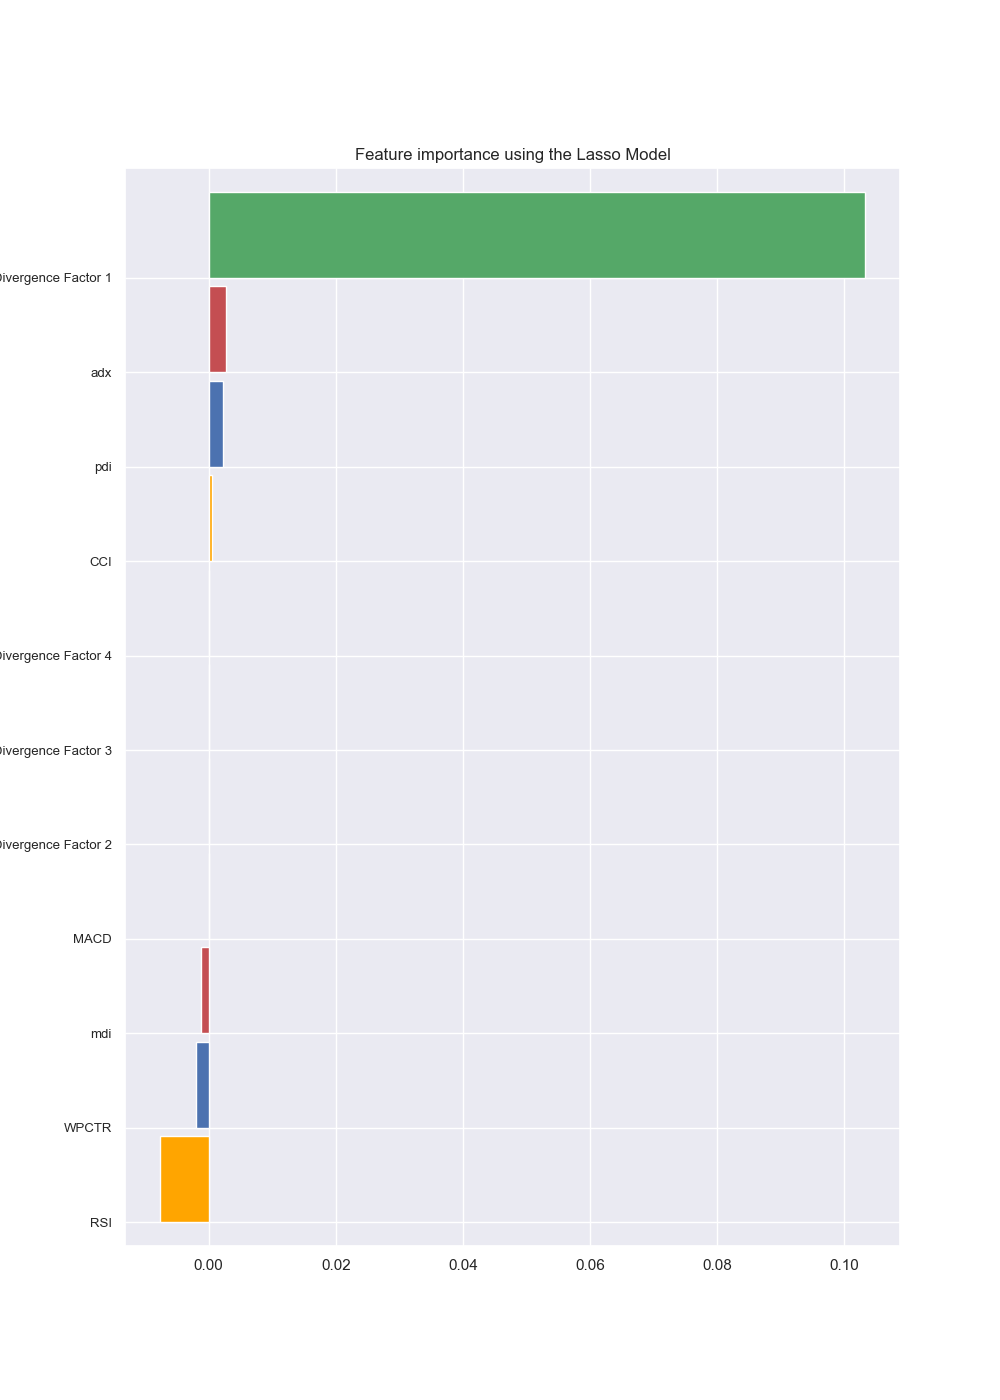 Feature importance using the Lasso Model
Divergence Factor 1
adx
pdi
CCI
Divergence Factor 4
Divergence Factor 3
Divergence Factor 2
MACD
mdi
WPCTR
RSI
0.00 0.02 0.04 0.06 0.08 0.10